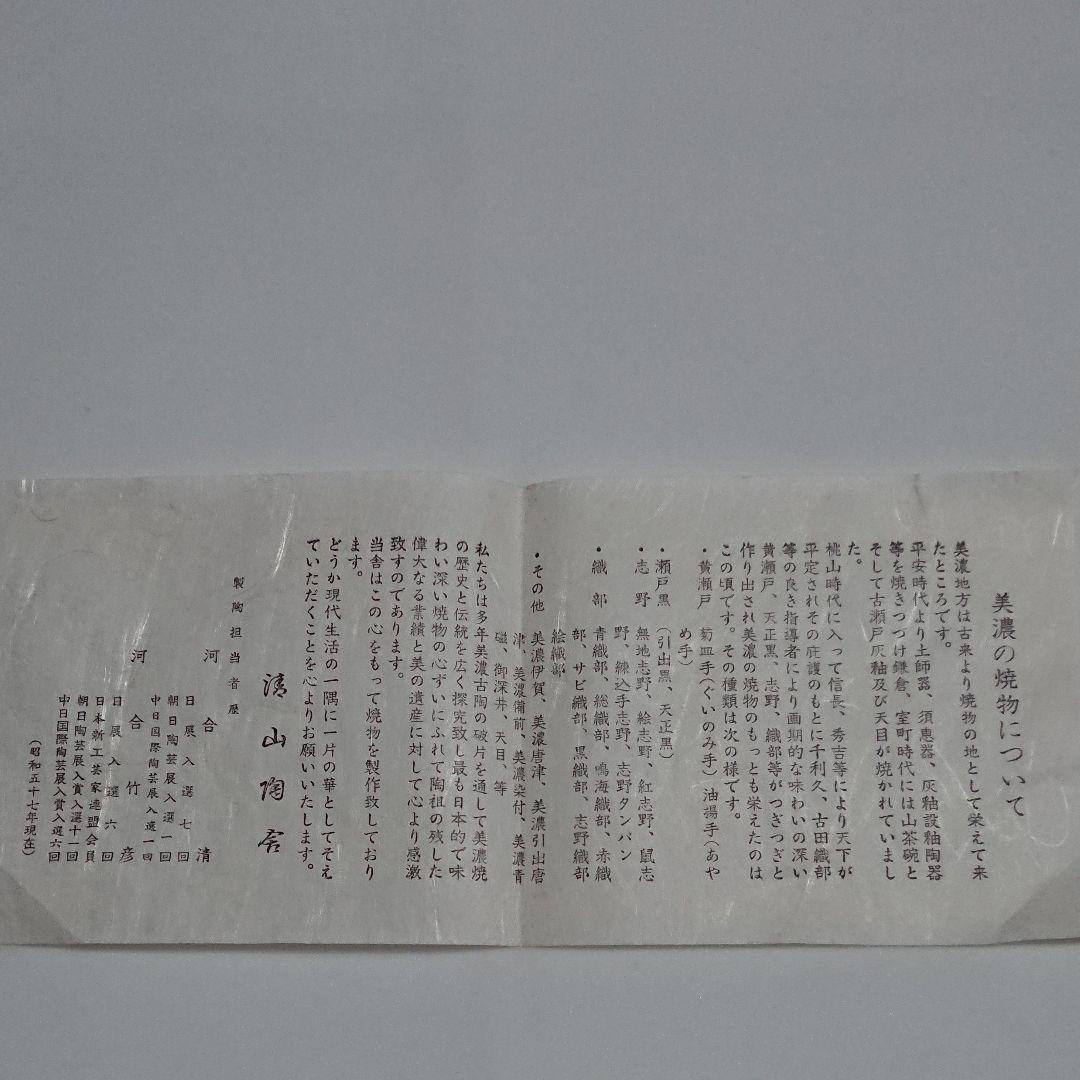 美濃の焼物について
美濃地方は古来より焼物の地として栄えて来
たところです。
平安時代より土師器、須恵器、灰釉設釉陶器
等を焼きつづけ鎌倉、室町時代には山茶碗と
そして古瀬戸灰釉及び天目が焼かれていまし
た。
桃山時代に入って信長、秀吉等により天下が
平定されその庇護のもとに千利久、古田織部
等の良き指導者により画期的な味わいの深い
黄瀬戸、天正黒、志野、織部等がつぎつぎと
作り出され美濃の焼物のもっとも栄えたのは
この頃です。その種類は次の様です。
・黄瀬戸 菊皿手(ぐいのみ手)油揚手(あや
め手)
・瀬戸黒 (引出黒、天正黒)
・志野 無地志野、絵志野、紅志野、鼠志
野、練込手志野、志野タンパン
・織部 青織部、総織部、鳴海織部、赤織
部、サビ織部、黒織部、志野織部
絵織部
・その他 美濃伊賀、美濃唐津、美濃引出唐
津、美濃備前、美濃染付、美濃青
磁、御深井、天目、等
私たちは多年美濃古陶の破片を通して美濃焼
の歴史と伝統を広く探究致し最も日本的で味
わい深い焼物の心ずいにふれて陶祖の残した
偉大なる業績と美の遺産に対して心より感激
致すのであります。
当舎はこの心をもって焼物を製作致しており
ます。
どうか現代生活の一隅に一片の華としてそえ
ていただくことを心よりお願いいたします。
清山陶舎
製陶担当者歴
河合清
日展入選七回
朝日陶芸展入選一回
中日国際陶芸展入選一回
河合竹彦
日展入選六回
日本新工芸家連盟会員
朝日陶芸展入賞入選十一回
中日国際陶芸展入賞入選六回
(昭和五十七年現在)